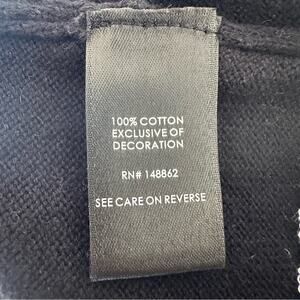 100% COTTON
EXCLUSIVE OF
DECORATION
RN# 148862
SEE CARE ON REVERSE